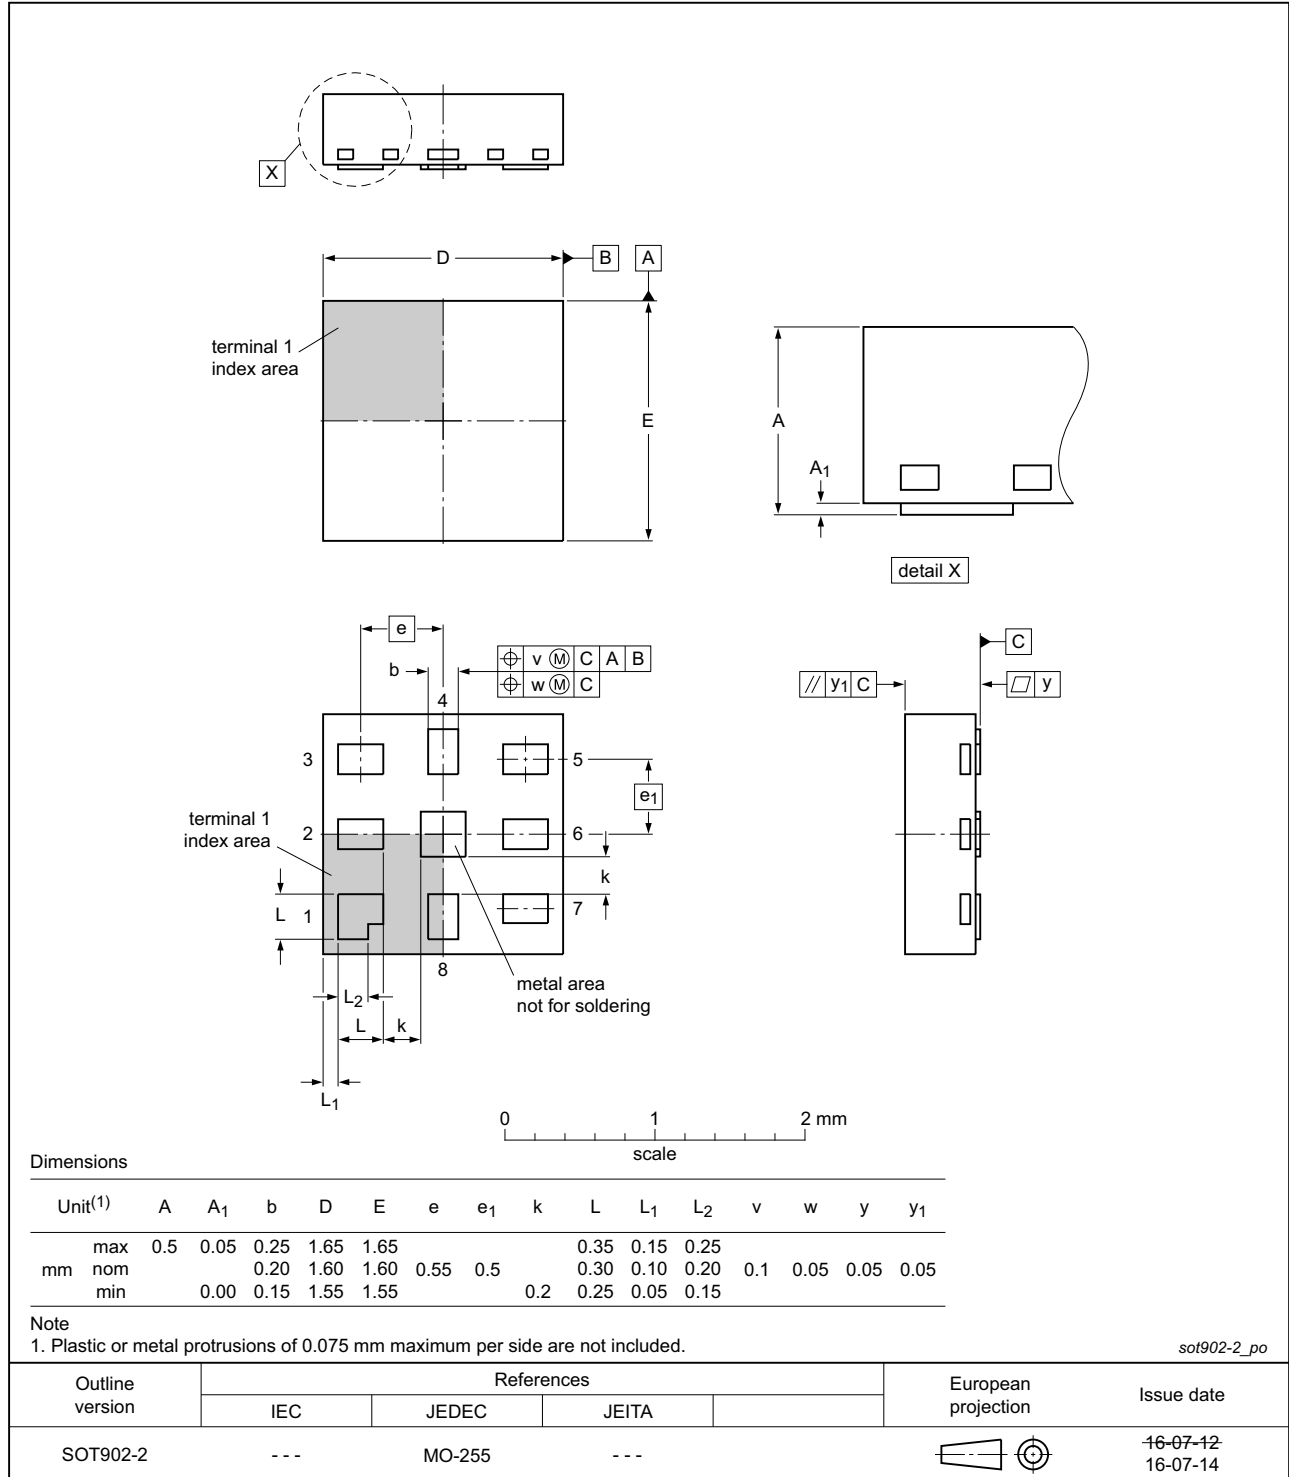 X
D
B
A
terminal 1
index area
E
A
A1
detail X
e
b
v M C A B
w M C
4
3
5
e1
terminal 1
index area
2
6
k
L
1
7
8
metal area
not for soldering
L2
L
k
L1
C
// y1 C
y
0 1 2 mm
scale
Dimensions
Unit(1) A A1 b D E e e1 k L L1 L2 v w y y1
max 0.5 0.05 0.25 1.65 1.65 0.35 0.15 0.25
mm nom 0.20 1.60 1.60 0.55 0.5 0.30 0.10 0.20 0.1 0.05 0.05 0.05
min 0.00 0.15 1.55 1.55 0.2 0.25 0.05 0.15
Note
1. Plastic or metal protrusions of 0.075 mm maximum per side are not included.
sot902-2_po
Outline
version
References
European
projection
Issue date
IEC JEDEC JEITA
SOT902-2 - - - MO-255 - - -
16-07-12
16-07-14